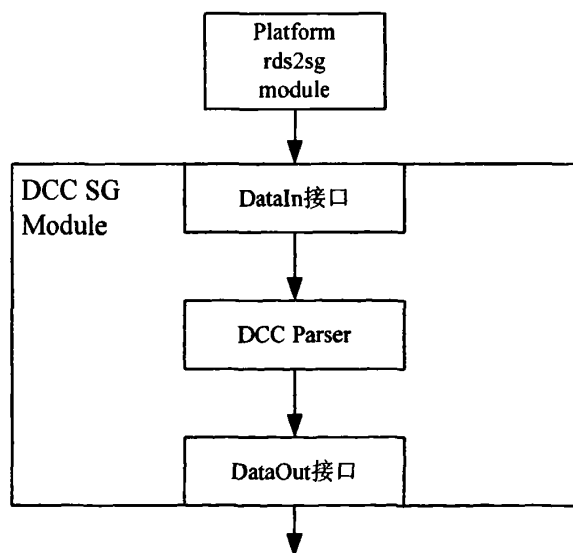 Platform
rds2sg
module
DCC SG
Module
DataIn接口
DCC Parser
DataOut接口